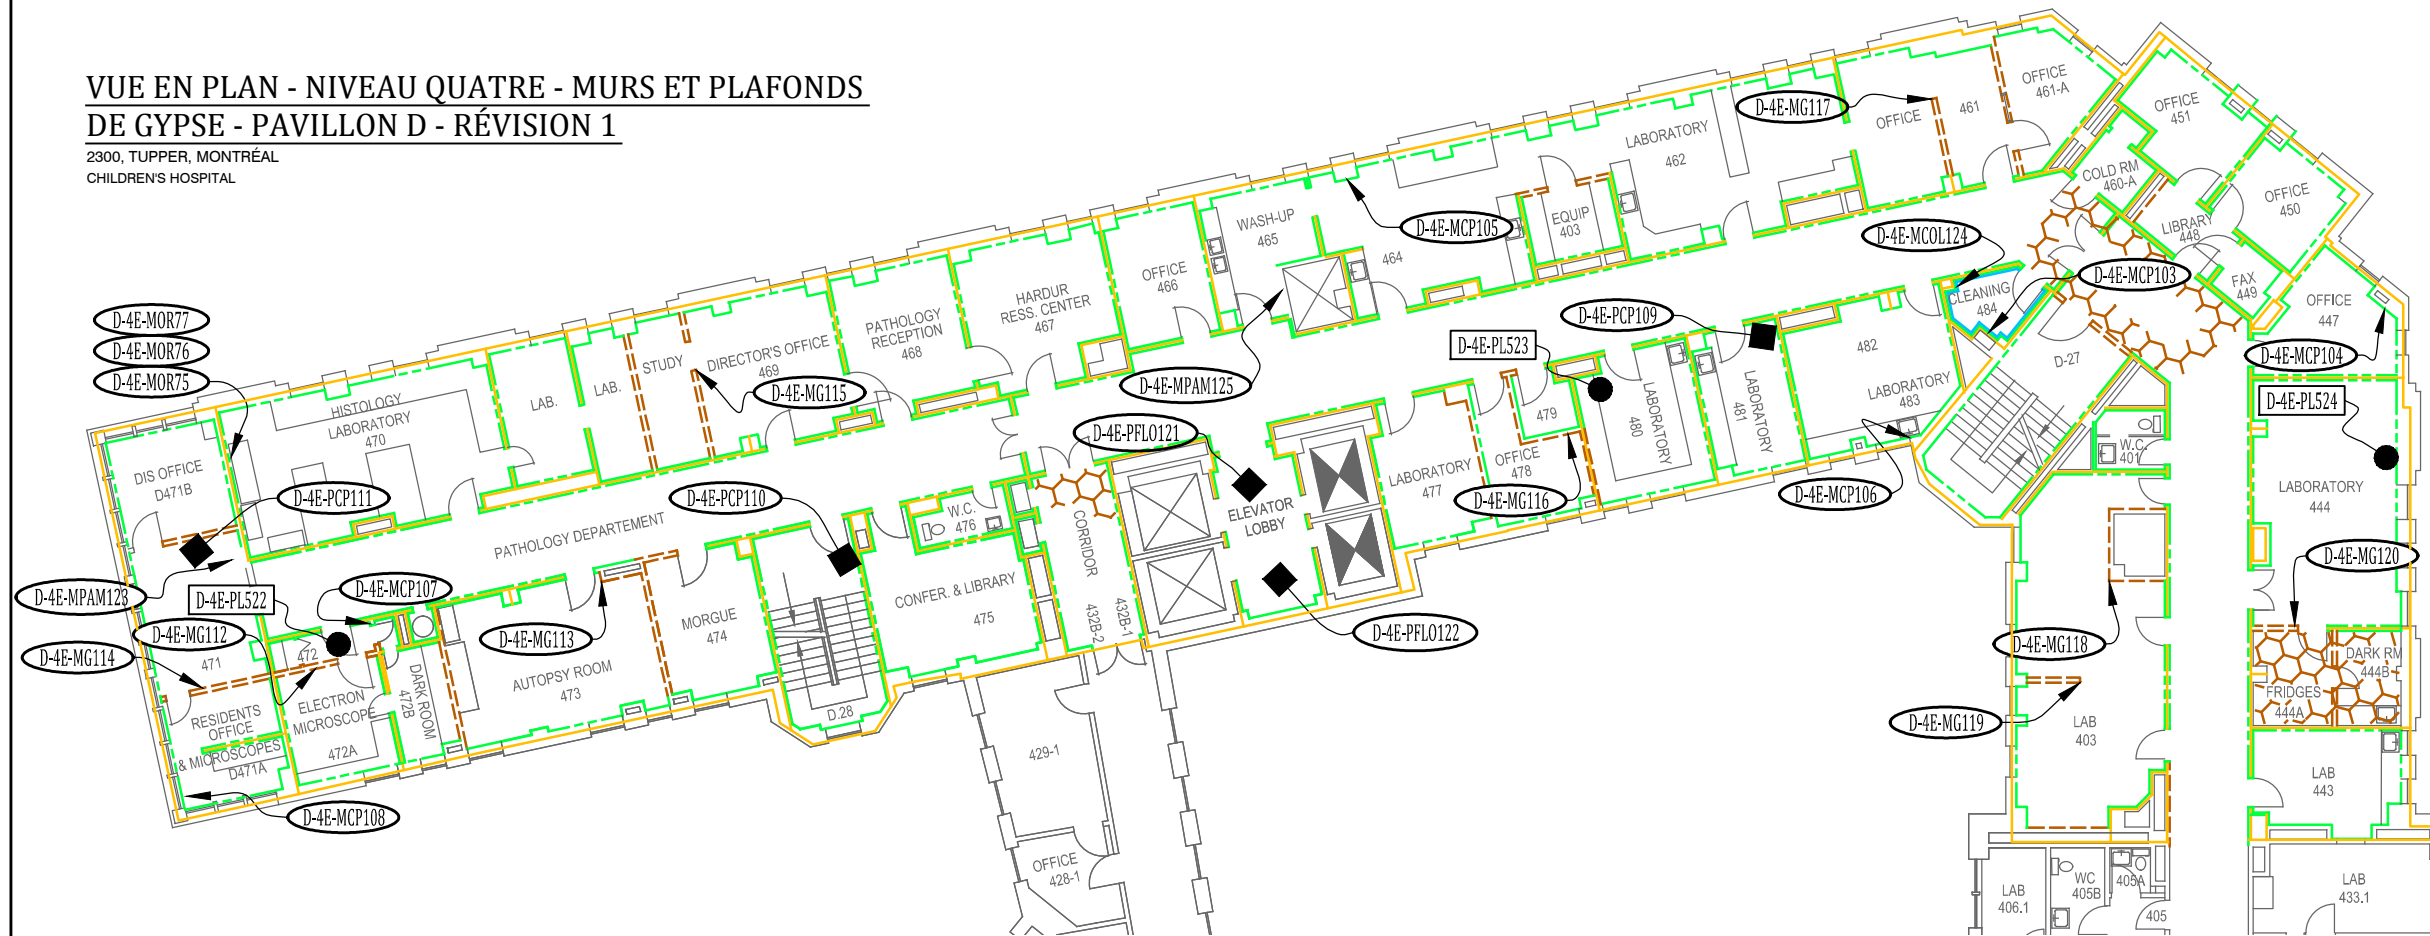 VUE EN PLAN - NIVEAU QUATRE - MURS ET PLAFONDS
DE GYPSE - PAVILLON D - RÉVISION 1
2300, TUPPER, MONTRÉAL
CHILDREN'S HOSPITAL
D-4E-MOR77
D-4E-MOR76
D-4E-MOR75
DIS OFFICE
D471B
HISTOLOGY
LABORATORY
470
LAB.
LAB.
STUDY
DIRECTOR'S OFFICE
469
D-4E-MG115
PATHOLOGY
RECEPTION
468
HARDUR
RESS. CENTER
467
OFFICE
466
WASH-UP
465
D-4E-MPAM125
464
D-4E-MCP105
EQUIP
403
LABORATORY
462
D-4E-MG117
OFFICE
461
OFFICE
461-A
OFFICE
451
COLD RM
460-A
OFFICE
450
LIBRARY
448
FAX
449
OFFICE
447
D-4E-MCOL124
D-4E-MCP103
CLEANING
484
D-4E-MCP104
D-27
D-4E-PCP109
D-4E-PL523
482
LABORATORY
483
LABORATORY
481
LABORATORY
480
479
OFFICE
478
LABORATORY
477
D-4E-MG116
D-4E-MCP106
D-4E-PL524
W.C.
401
LABORATORY
444
D-4E-PFLO121
ELEVATOR
LOBBY
D-4E-PFLO122
D-4E-PCP111
D-4E-PCP110
W.C.
476
CORRIDOR
432B-2
432B-1
PATHOLOGY DEPARTEMENT
CONFER. & LIBRARY
475
D-4E-MPAM123
D-4E-PL522
D-4E-MCP107
D-4E-MG112
D-4E-MG114
D-4E-MG113
471
472
RESIDENTS
OFFICE
& MICROSCOPES
D471A
ELECTRON
MICROSCOPE
472A
DARK ROOM
472B
AUTOPSY ROOM
473
MORGUE
474
D.28
D-4E-MCP108
D-4E-MG120
D-4E-MG118
D-4E-MG119
DARK RM
444B
FRIDGES
444A
LAB
403
LAB
443
429-1
OFFICE
428-1
LAB
406.1
WC
405B
405A
405
LAB
433.1